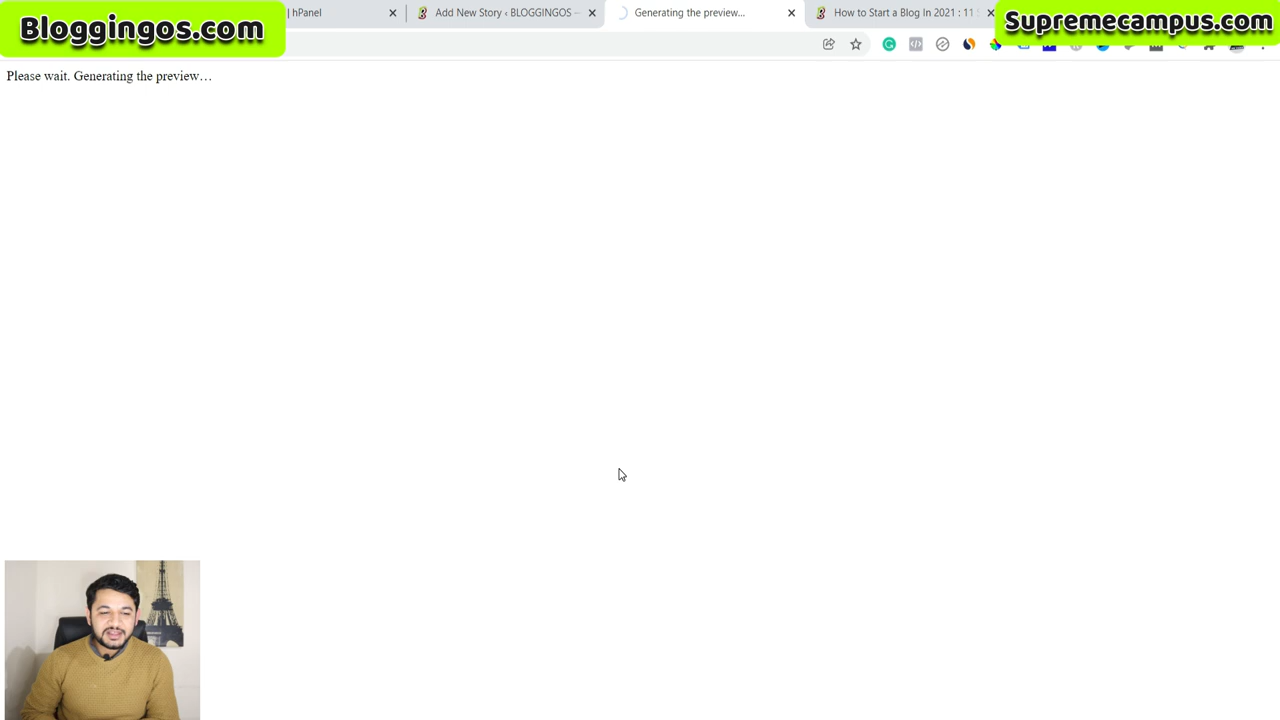 | hPanel
Add New Story ‹ BLOGGINGOS —
Generating the preview...
How to Start a Blog In 2021 : 11
Bloggingos.com
Supremecampus.com
Please wait. Generating the preview…